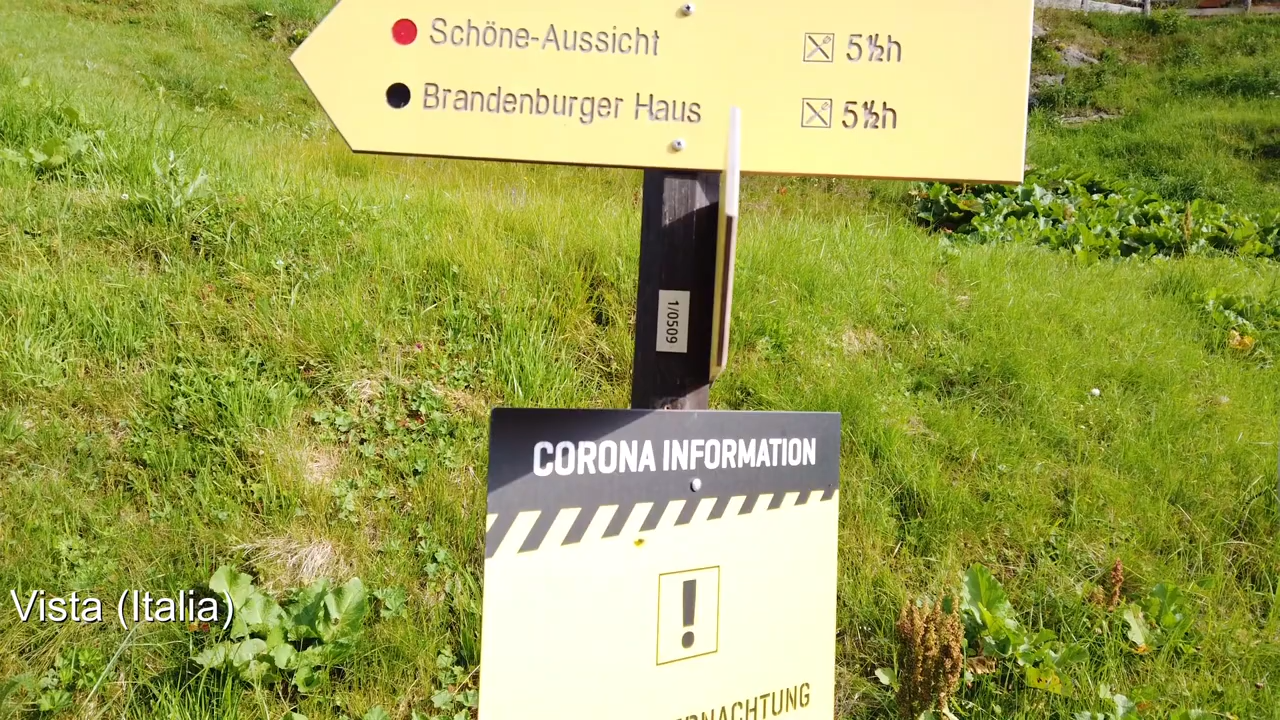 Schöne-Aussicht 5½h
Brandenburger Haus 5½h
1/0509
CORONA INFORMATION
!
Vista (Italia)